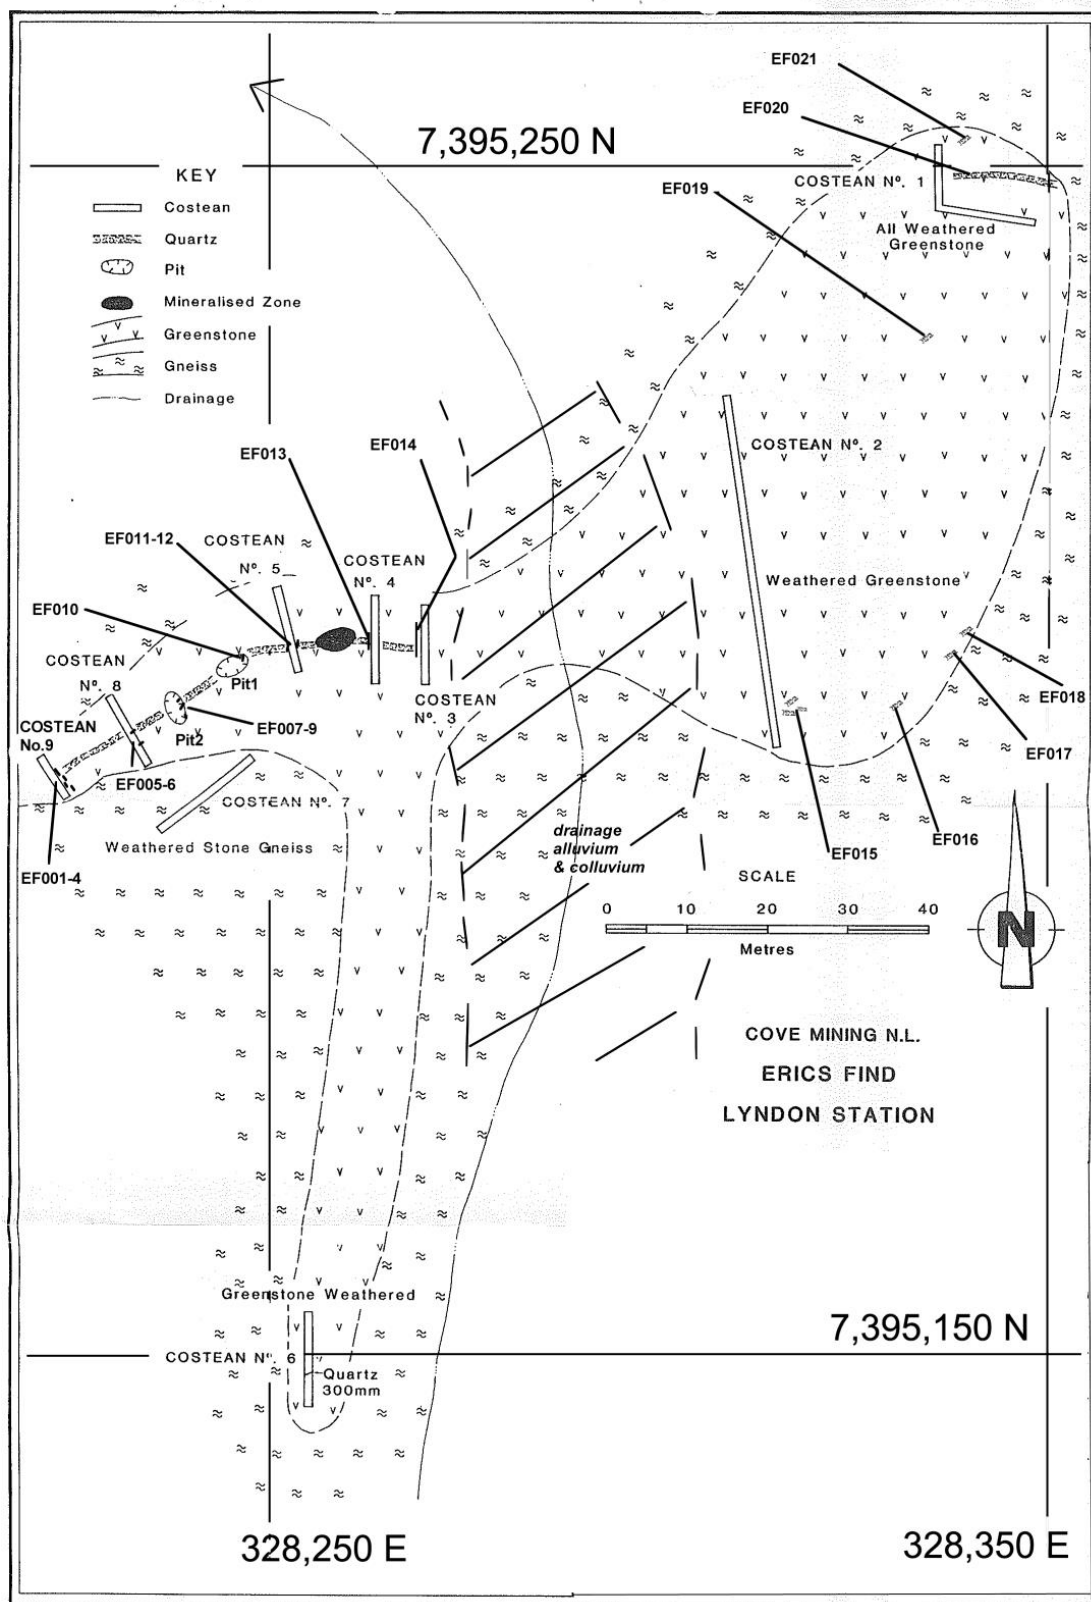 EF021
EF020
7,395,250 N
KEY
Costean
Quartz
Pit
Mineralised Zone
Greenstone
Gneiss
Drainage
EF019
COSTEAN Nº. 1
All Weathered
Greenstone
COSTEAN Nº. 2
EF013
EF014
EF011-12
COSTEAN
Nº. 5
COSTEAN
Nº. 4
Weathered Greenstone
EF010
COSTEAN
Nº. 8
Pit1
COSTEAN
Nº. 3
EF018
COSTEAN
No.9
Pit2
EF007-9
EF017
EF005-6
COSTEAN Nº. 7
drainage
alluvium
& colluvium
EF016
EF015
Weathered Stone Gneiss
EF001-4
SCALE
0 10 20 30 40
Metres
N
COVE MINING N.L.
ERICS FIND
LYNDON STATION
Greenstone Weathered
7,395,150 N
COSTEAN Nº. 6
Quartz
300mm
328,250 E
328,350 E